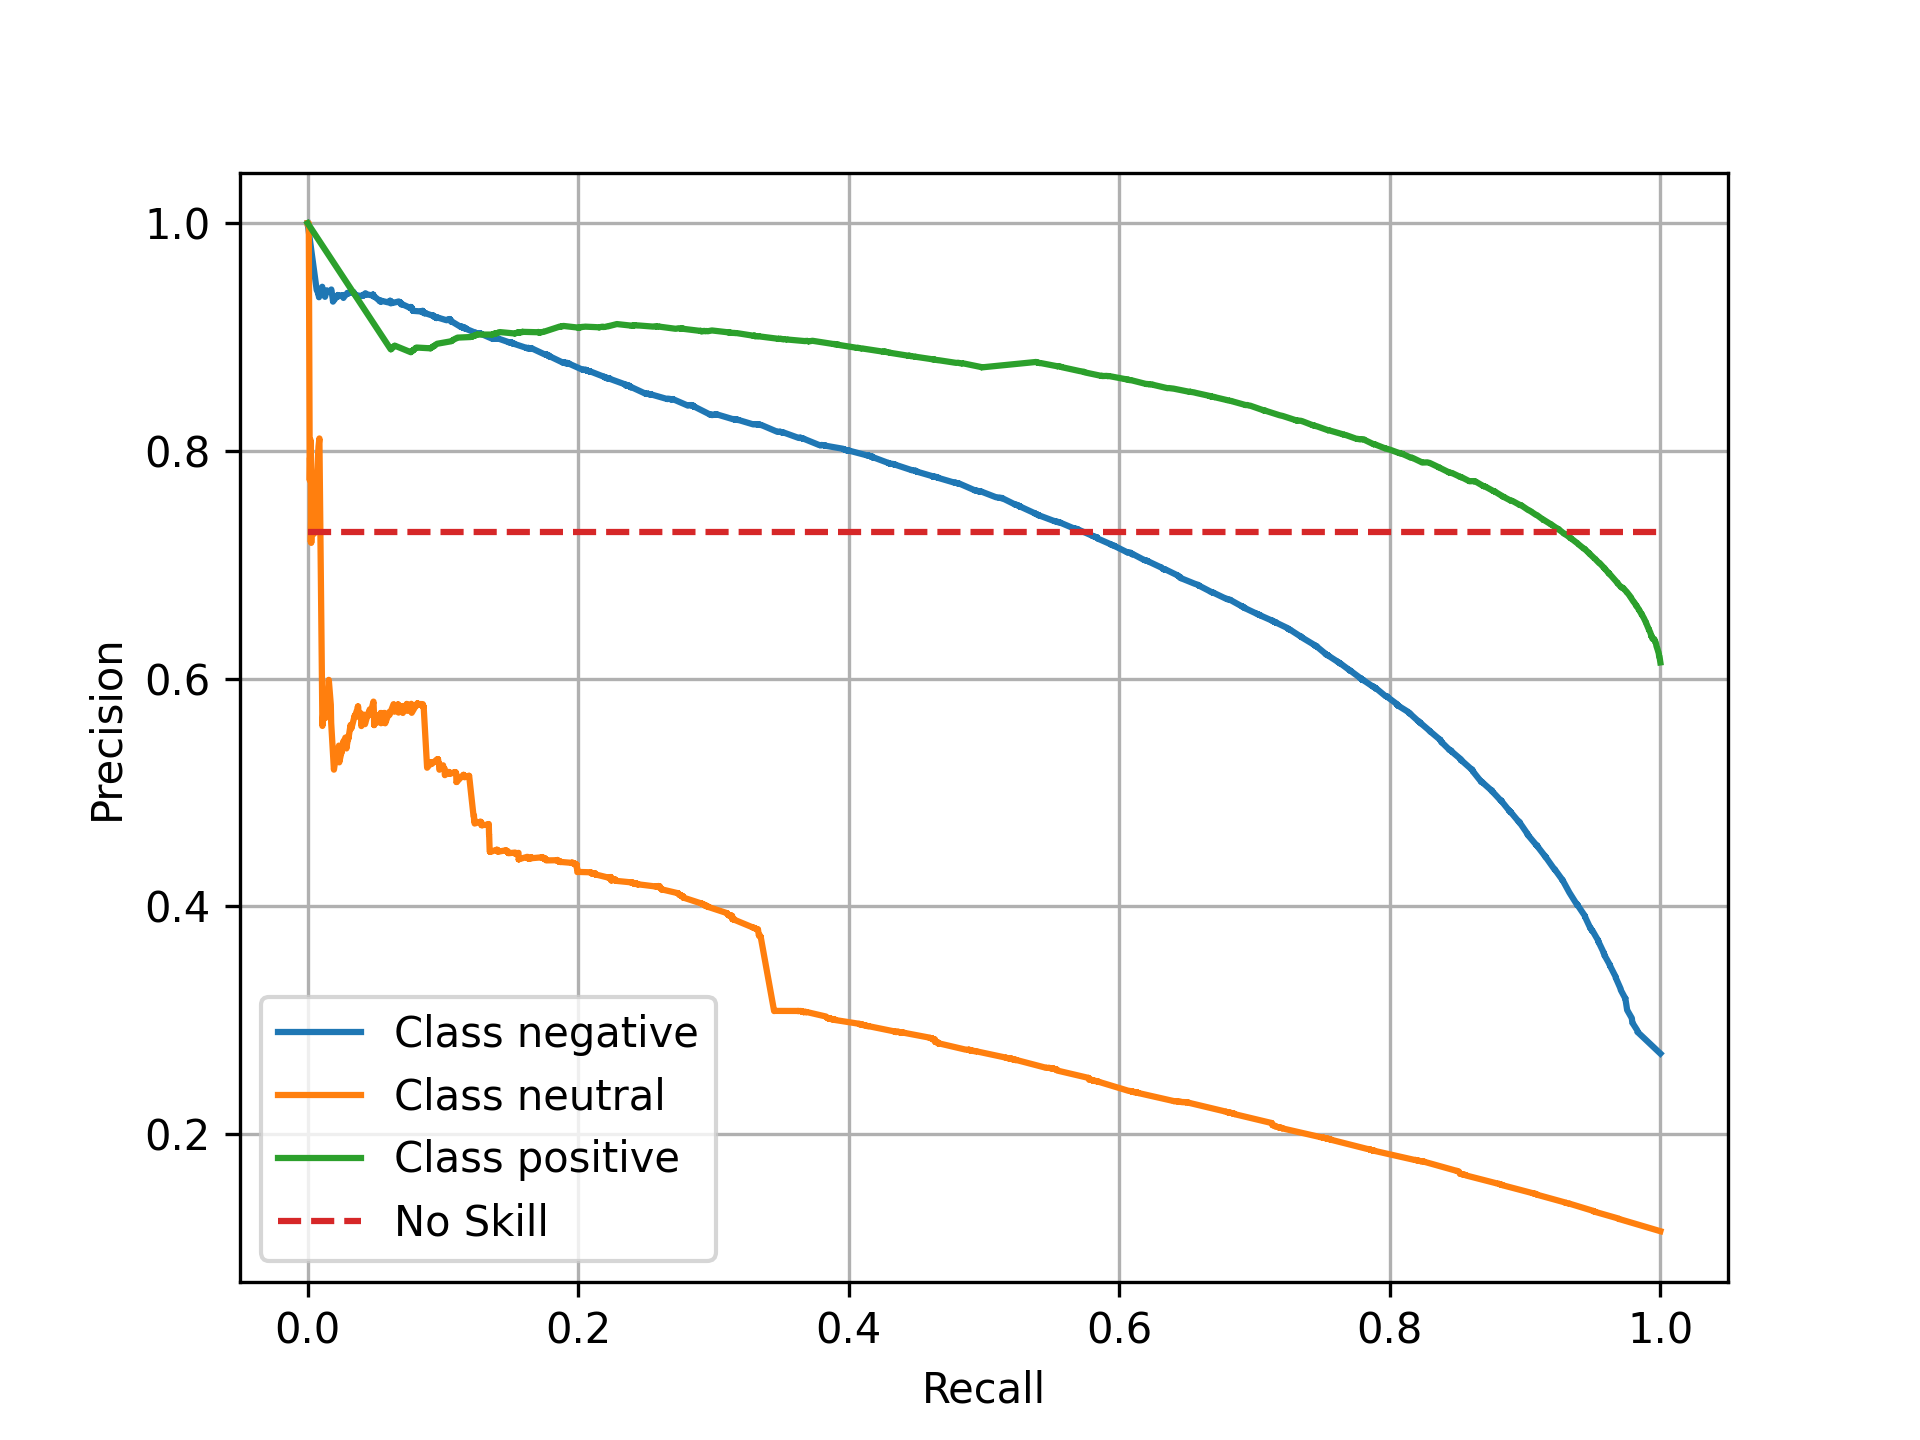 1.0
0.8
0.6
0.4
0.2
Precision
Class negative
Class neutral
Class positive
No Skill
0.0 0.2 0.4 0.6 0.8 1.0
Recall